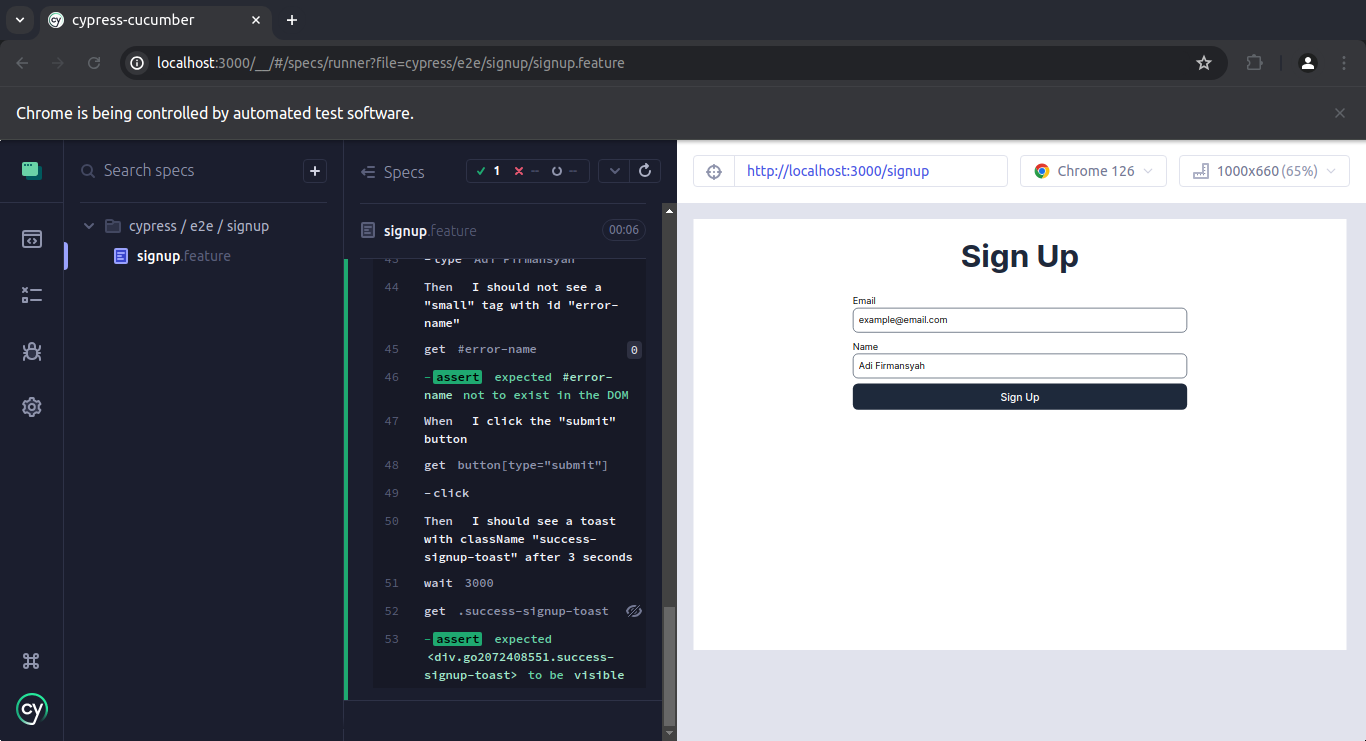 cypress-cucumber
localhost:3000/__/#/specs/runner?file=cypress/e2e/signup/signup.feature
Chrome is being controlled by automated test software.
Search specs
+
cypress / e2e / signup
signup.feature
cy
Specs
1
--
--
signup.feature
00:06
43 -type Adi Firmansyah
44 Then I should not see a
"small" tag with id "error-
name"
45 get #error-name 0
46 -assert expected #error-
name not to exist in the DOM
47 When I click the "submit"
button
48 get button[type="submit"]
49 -click
50 Then I should see a toast
with className "success-
signup-toast" after 3 seconds
51 wait 3000
52 get .success-signup-toast
53 -assert expected
<div.go2072408551.success-
signup-toast> to be visible
http://localhost:3000/signup
Chrome 126
1000x660 (65%)
Sign Up
Email
example@email.com
Name
Adi Firmansyah
Sign Up